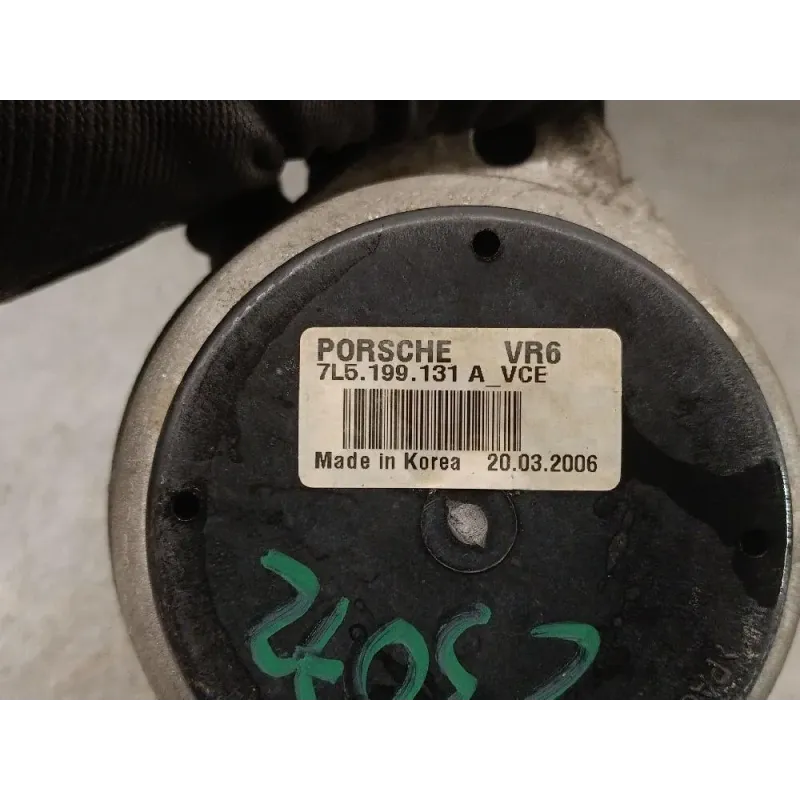 PORSCHE VR6
7L5.199.131 A_VCE
Made in Korea 20.03.2006